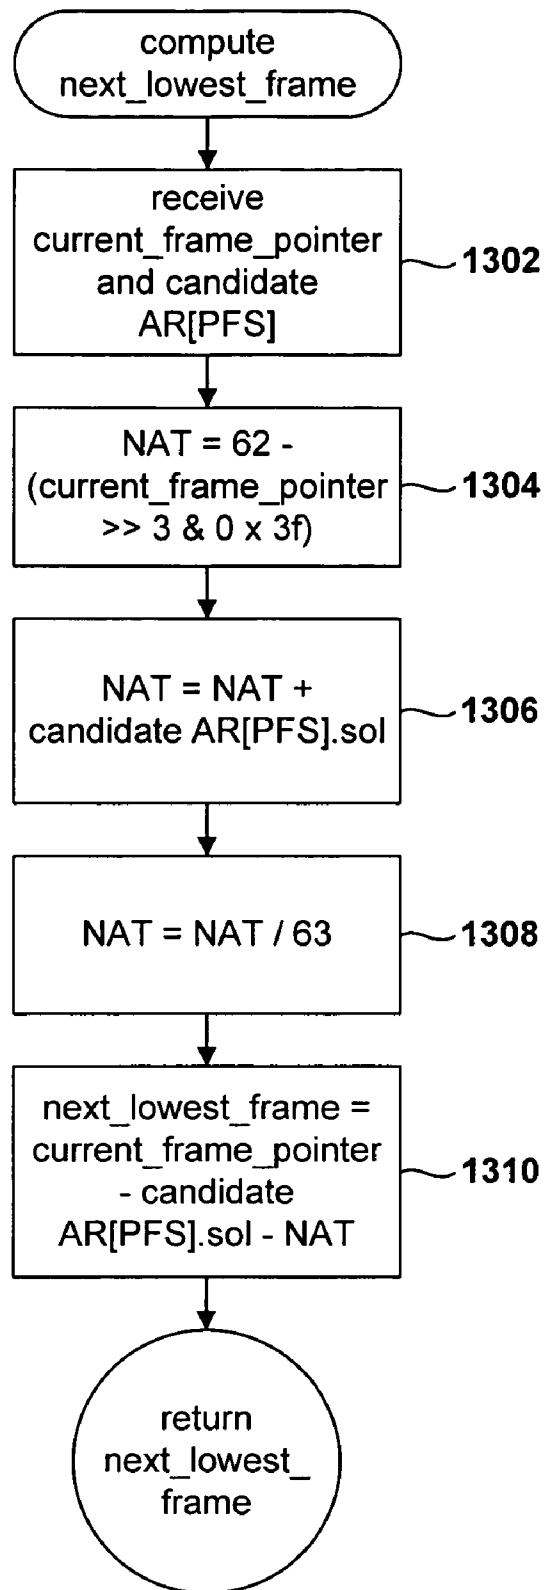 compute
next_lowest_frame
receive
current_frame_pointer
and candidate
AR[PFS]
1302
NAT = 62 -
(current_frame_pointer
>> 3 & 0 x 3f)
1304
NAT = NAT +
candidate AR[PFS].sol
1306
NAT = NAT / 63
1308
next_lowest_frame =
current_frame_pointer
- candidate
AR[PFS].sol - NAT
1310
return
next_lowest_
frame